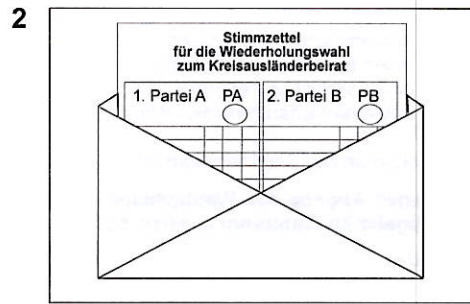 2
Stimmzettel
für die Wiederholungswahl
zum Kreisausländerbeirat
1. Partei A PA 2. Partei B PB